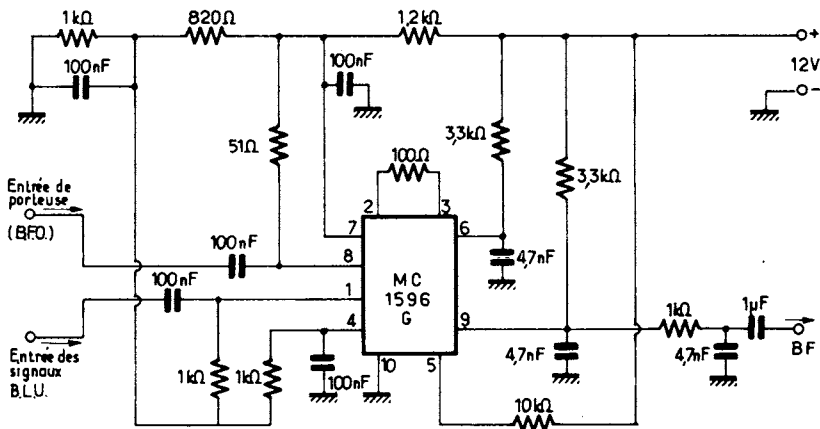 1kΩ
820Ω
1,2kΩ
+
100nF
100nF
12V
-
51Ω
3,3kΩ
100Ω
3,3kΩ
Entrée de
porteuse
(B.F.O.)
2
3
7
6
100nF
8
4,7nF
100nF
MC
1596
G
1
4
9
1kΩ
1µF
BF
Entrée des
signaux
B.L.U.
1kΩ
1kΩ
100nF
10
5
4,7nF
4,7nF
10kΩ